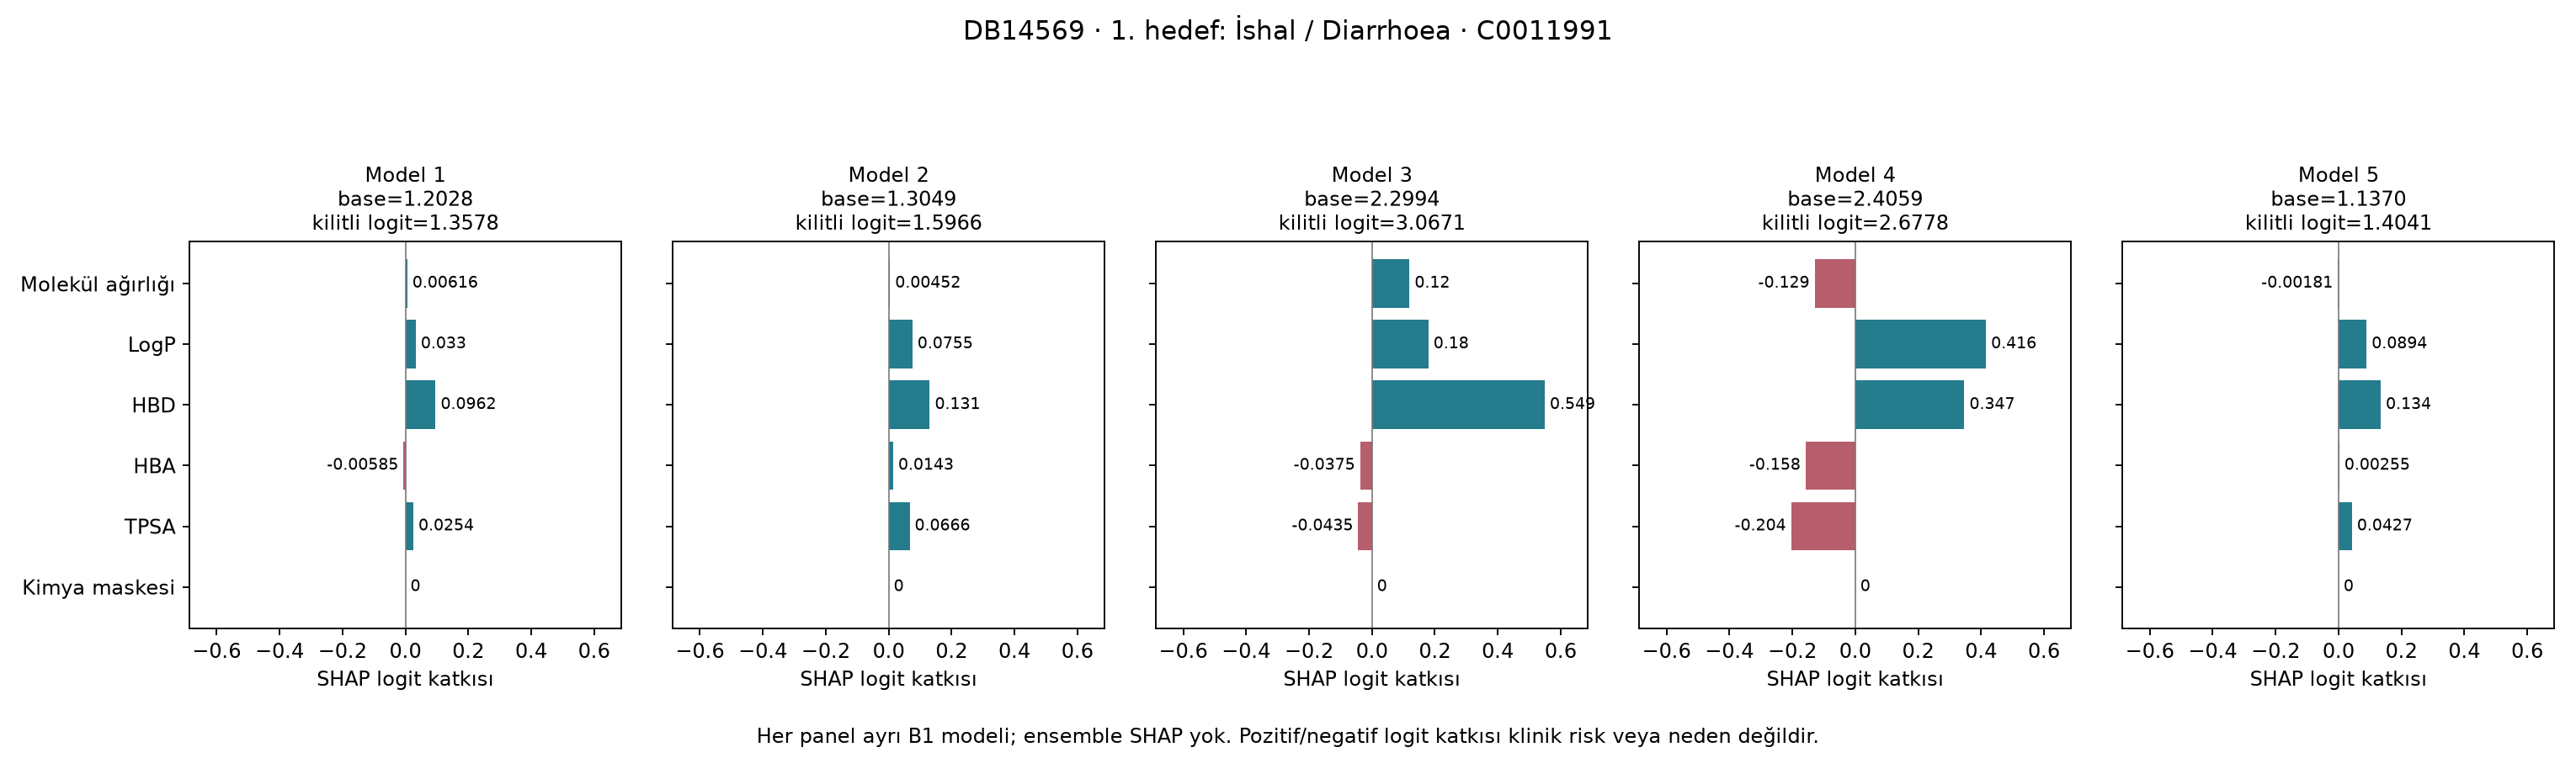 DB14569 · 1. hedef: İshal / Diarrhoea · C0011991
Model 1
base=1.2028
kilitli logit=1.3578
Model 2
base=1.3049
kilitli logit=1.5966
Model 3
base=2.2994
kilitli logit=3.0671
Model 4
base=2.4059
kilitli logit=2.6778
Model 5
base=1.1370
kilitli logit=1.4041
Molekül ağırlığı
LogP
HBD
HBA
TPSA
Kimya maskesi
0.00616
0.033
0.0962
-0.00585
0.0254
0
−0.6 −0.4 −0.2 0.0 0.2 0.4 0.6
SHAP logit katkısı
0.00452
0.0755
0.131
0.0143
0.0666
0
−0.6 −0.4 −0.2 0.0 0.2 0.4 0.6
SHAP logit katkısı
0.12
0.18
0.549
-0.0375
-0.0435
0
−0.6 −0.4 −0.2 0.0 0.2 0.4 0.6
SHAP logit katkısı
-0.129
0.416
0.347
-0.158
-0.204
0
−0.6 −0.4 −0.2 0.0 0.2 0.4 0.6
SHAP logit katkısı
-0.00181
0.0894
0.134
0.00255
0.0427
0
−0.6 −0.4 −0.2 0.0 0.2 0.4 0.6
SHAP logit katkısı
Her panel ayrı B1 modeli; ensemble SHAP yok. Pozitif/negatif logit katkısı klinik risk veya neden değildir.